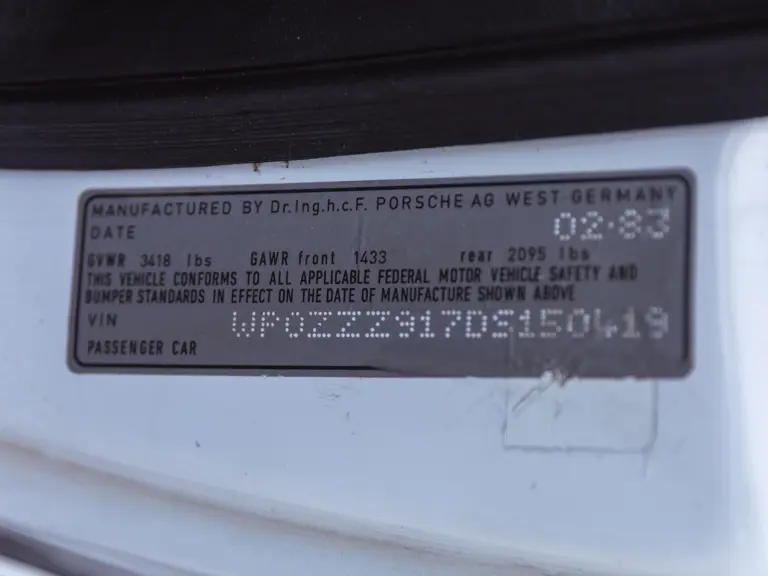 MANUFACTURED BY Dr.Ing.h.c.F. PORSCHE AG WEST GERMANY
DATE 02·83
GVWR 3418 lbs GAWR front 1433 rear 2095 lbs
THIS VEHICLE CONFORMS TO ALL APPLICABLE FEDERAL MOTOR VEHICLE SAFETY AND
BUMPER STANDARDS IN EFFECT ON THE DATE OF MANUFACTURE SHOWN ABOVE
VIN WP0ZZZ917DS150419
PASSENGER CAR